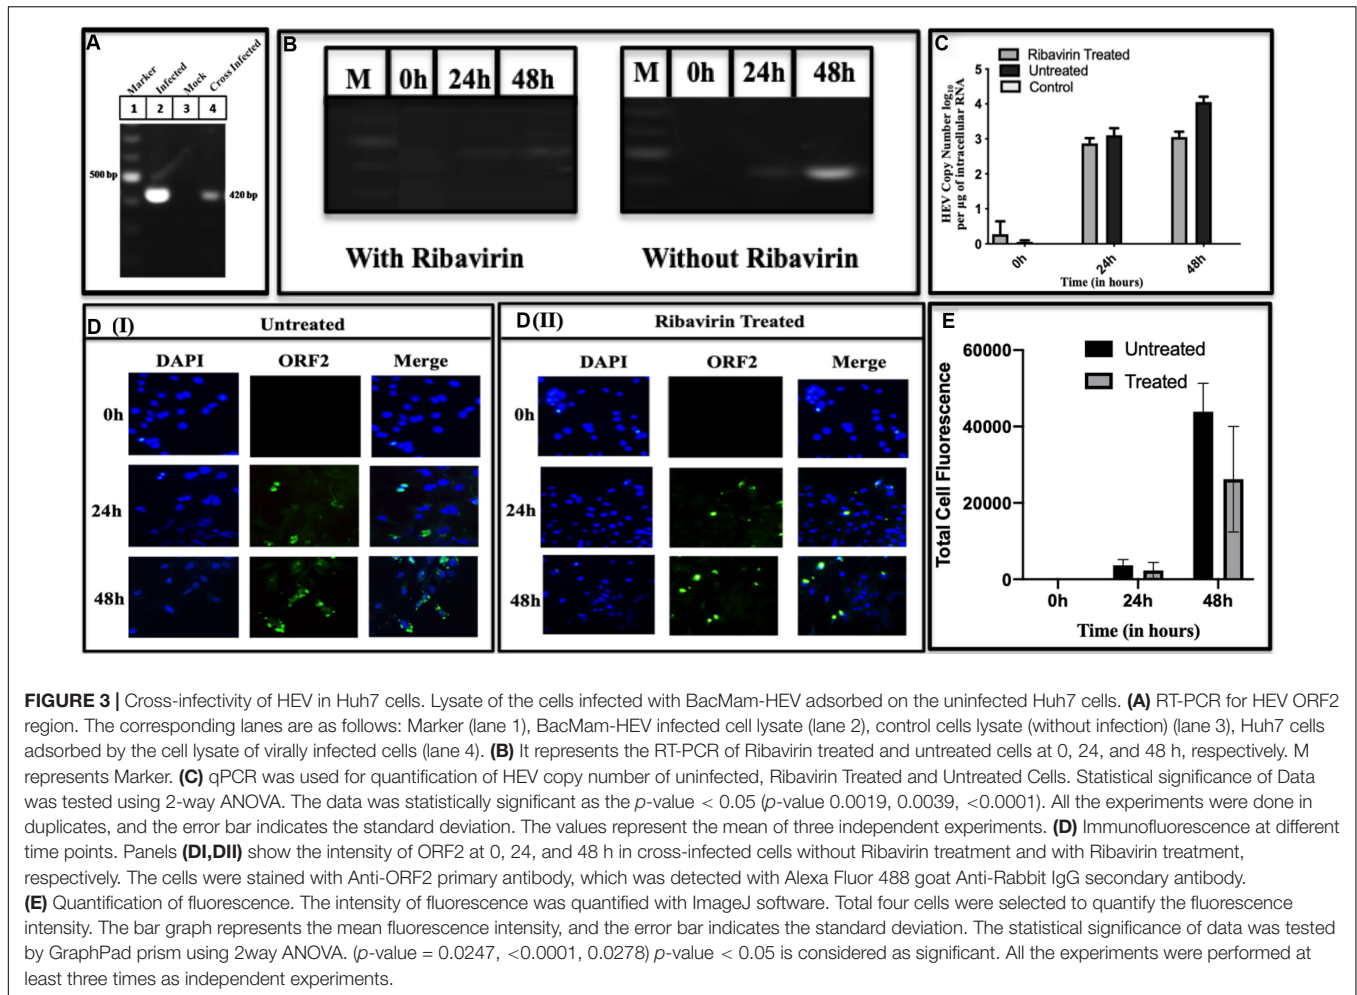 A
Marker
Infected
Mock
Cross Infected
1 2 3 4
500 bp
420 bp
B
M 0h 24h 48h
With Ribavirin
M 0h 24h 48h
Without Ribavirin
C
Ribavirin Treated
Untreated
Control
HEV Copy Number log10
per µg of intracellular RNA
5
4
3
2
1
0
0h 24h 48h
Time (in hours)
D (I) Untreated
DAPI ORF2 Merge
0h
24h
48h
D (II) Ribavirin Treated
DAPI ORF2 Merge
0h
24h
48h
E
Untreated
Treated
Total Cell Fluorescence
60000
40000
20000
0
0h 24h 48h
Time (in hours)
FIGURE 3 | Cross-infectivity of HEV in Huh7 cells. Lysate of the cells infected with BacMam-HEV adsorbed on the uninfected Huh7 cells. (A) RT-PCR for HEV ORF2
region. The corresponding lanes are as follows: Marker (lane 1), BacMam-HEV infected cell lysate (lane 2), control cells lysate (without infection) (lane 3), Huh7 cells
adsorbed by the cell lysate of virally infected cells (lane 4). (B) It represents the RT-PCR of Ribavirin treated and untreated cells at 0, 24, and 48 h, respectively. M
represents Marker. (C) qPCR was used for quantification of HEV copy number of uninfected, Ribavirin Treated and Untreated Cells. Statistical significance of Data
was tested using 2-way ANOVA. The data was statistically significant as the p-value < 0.05 (p-value 0.0019, 0.0039, <0.0001). All the experiments were done in
duplicates, and the error bar indicates the standard deviation. The values represent the mean of three independent experiments. (D) Immunofluorescence at different
time points. Panels (DI,DII) show the intensity of ORF2 at 0, 24, and 48 h in cross-infected cells without Ribavirin treatment and with Ribavirin treatment,
respectively. The cells were stained with Anti-ORF2 primary antibody, which was detected with Alexa Fluor 488 goat Anti-Rabbit IgG secondary antibody.
(E) Quantification of fluorescence. The intensity of fluorescence was quantified with ImageJ software. Total four cells were selected to quantify the fluorescence
intensity. The bar graph represents the mean fluorescence intensity, and the error bar indicates the standard deviation. The statistical significance of data was tested
by GraphPad prism using 2way ANOVA. (p-value = 0.0247, <0.0001, 0.0278) p-value < 0.05 is considered as significant. All the experiments were performed at
least three times as independent experiments.